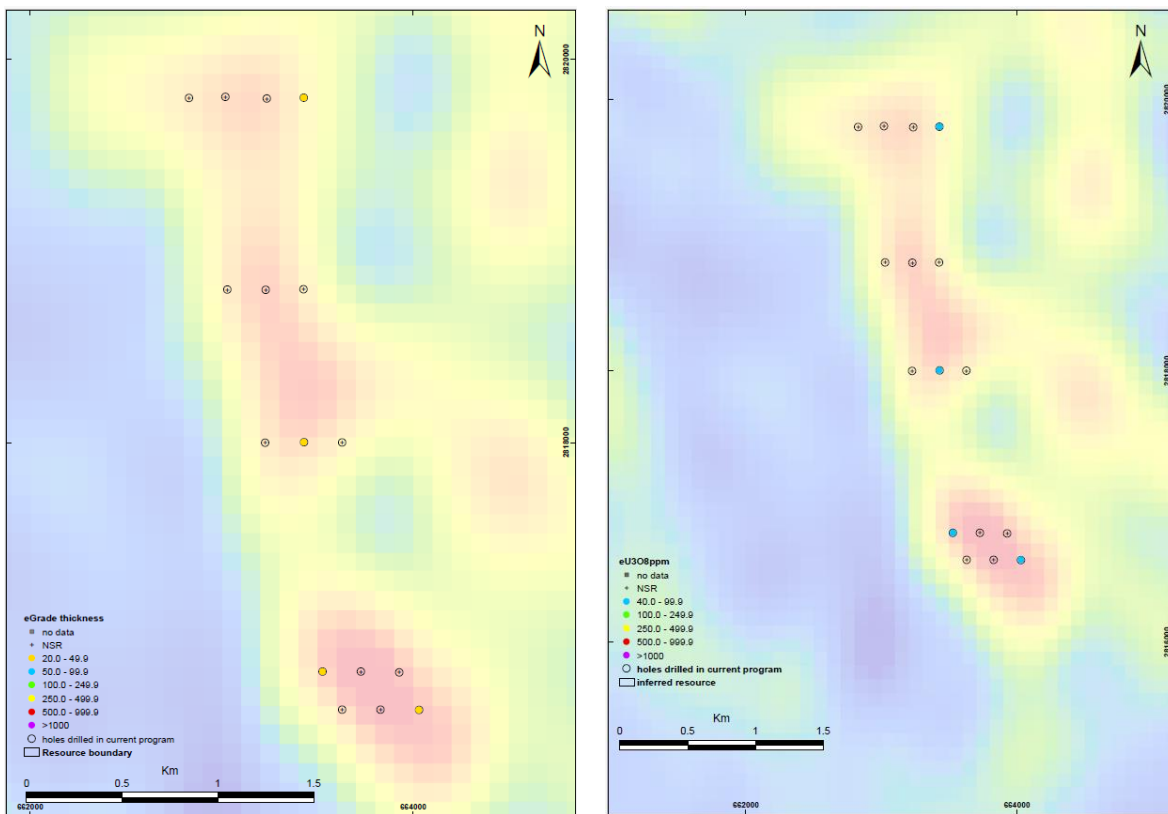 N
2820000
2818000
eGrade thickness
no data
NSR
20.0 - 49.9
50.0 - 99.9
100.0 - 249.9
250.0 - 499.9
500.0 - 999.9
>1000
holes drilled in current program
Resource boundary
Km
0 0.5 1 1.5
662000 664000
N
2820000
2818000
2816000
eU3O8ppm
no data
NSR
40.0 - 99.9
100.0 - 249.9
250.0 - 499.9
500.0 - 999.9
>1000
holes drilled in current program
inferred resource
Km
0 0.5 1 1.5
662000 664000